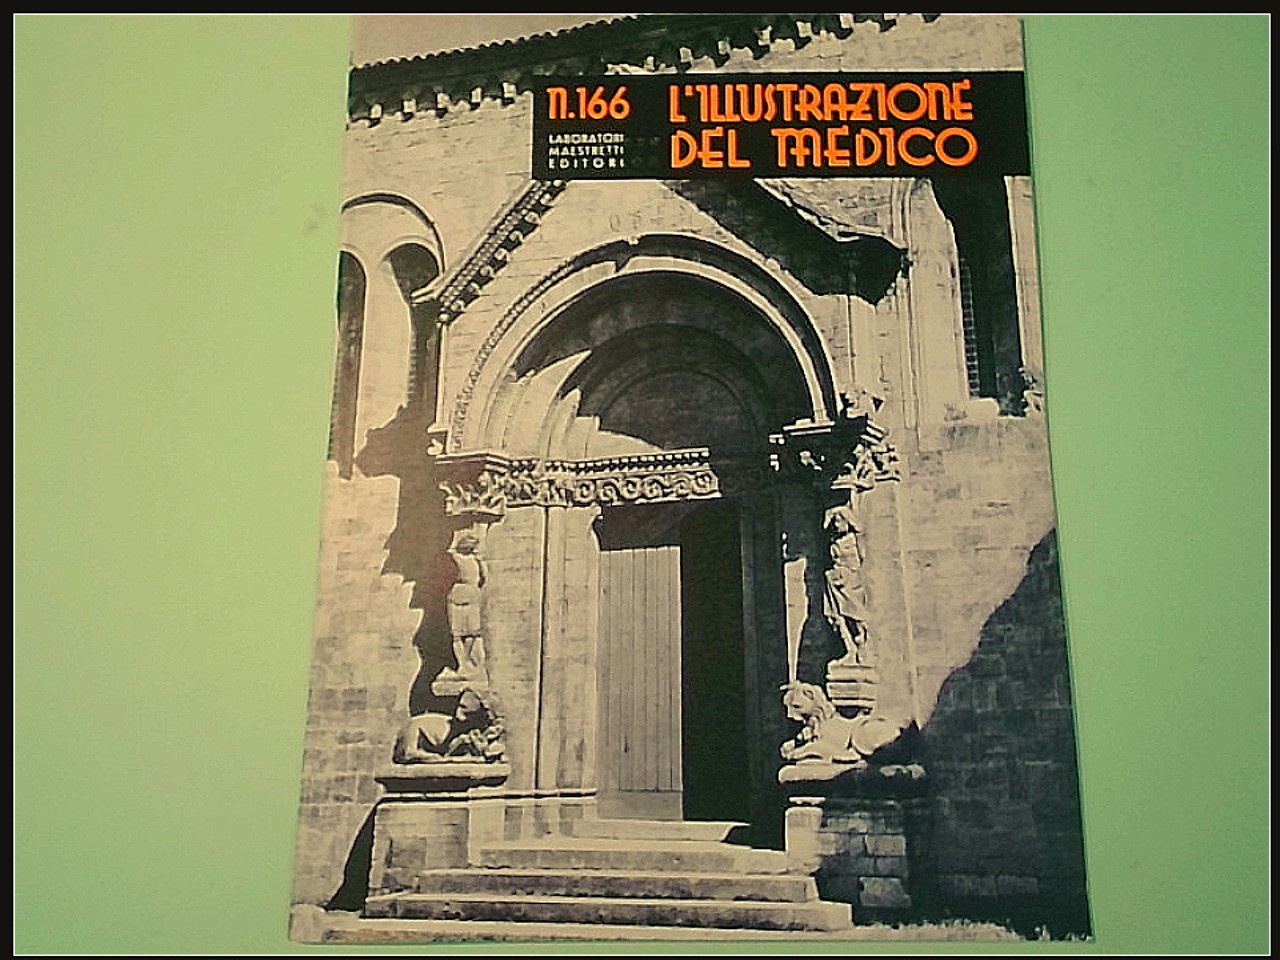 N.166
LABORATORI
MAESTRETTI
EDITORI
L'ILLUSTRAZIONE
DEL MEDICO